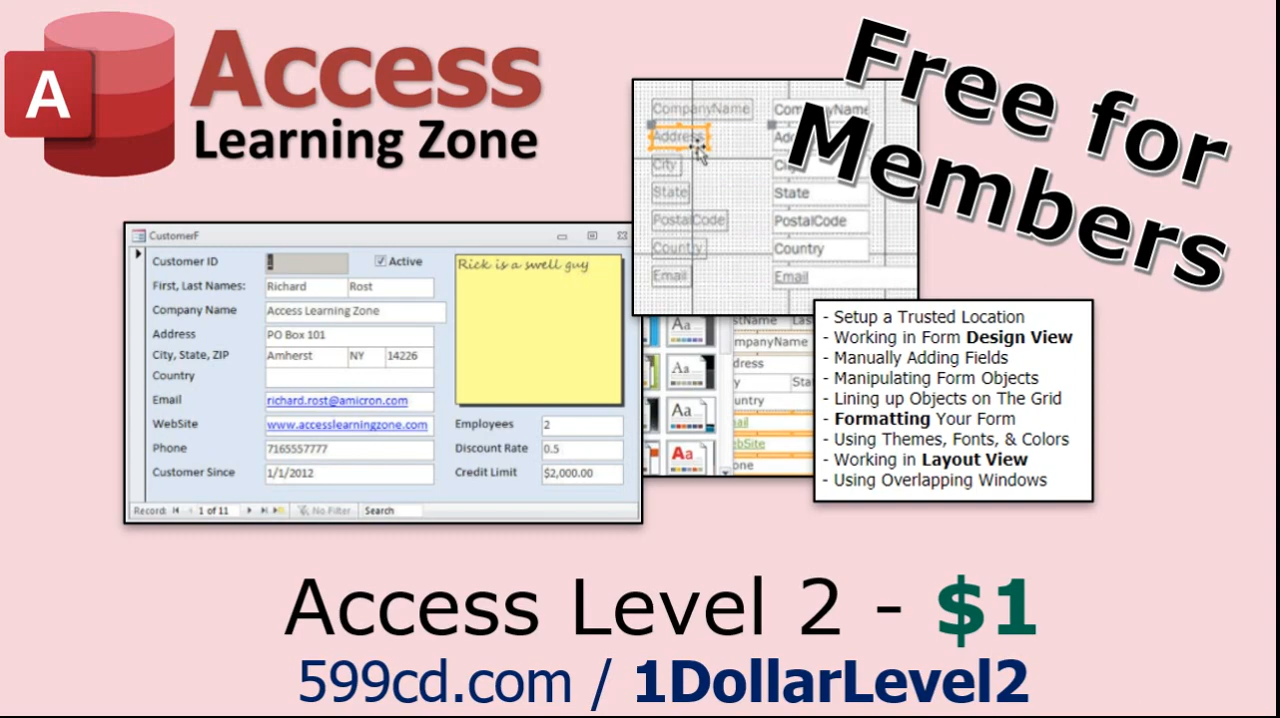 A
Access
Learning Zone
Free for
Members
CompanyName CompanyName
Address
City
State State
PostalCode PostalCode
Country Country
Email Email
CustomerF
Customer ID
Active
First, Last Names: Richard Rost
Company Name Access Learning Zone
Address PO Box 101
City, State, ZIP Amherst NY 14226
Country
Email richard.rost@amicron.com
WebSite www.accesslearningzone.com
Phone 7165557777
Customer Since 1/1/2012
Rick is a swell guy
Employees 2
Discount Rate 0.5
Credit Limit $2,000.00
Record: 1 of 11 No Filter Search
Aa
Aa
Aa
Aa
- Setup a Trusted Location
- Working in Form Design View
- Manually Adding Fields
- Manipulating Form Objects
- Lining up Objects on The Grid
- Formatting Your Form
- Using Themes, Fonts, & Colors
- Working in Layout View
- Using Overlapping Windows
Access Level 2 - $1
599cd.com / 1DollarLevel2